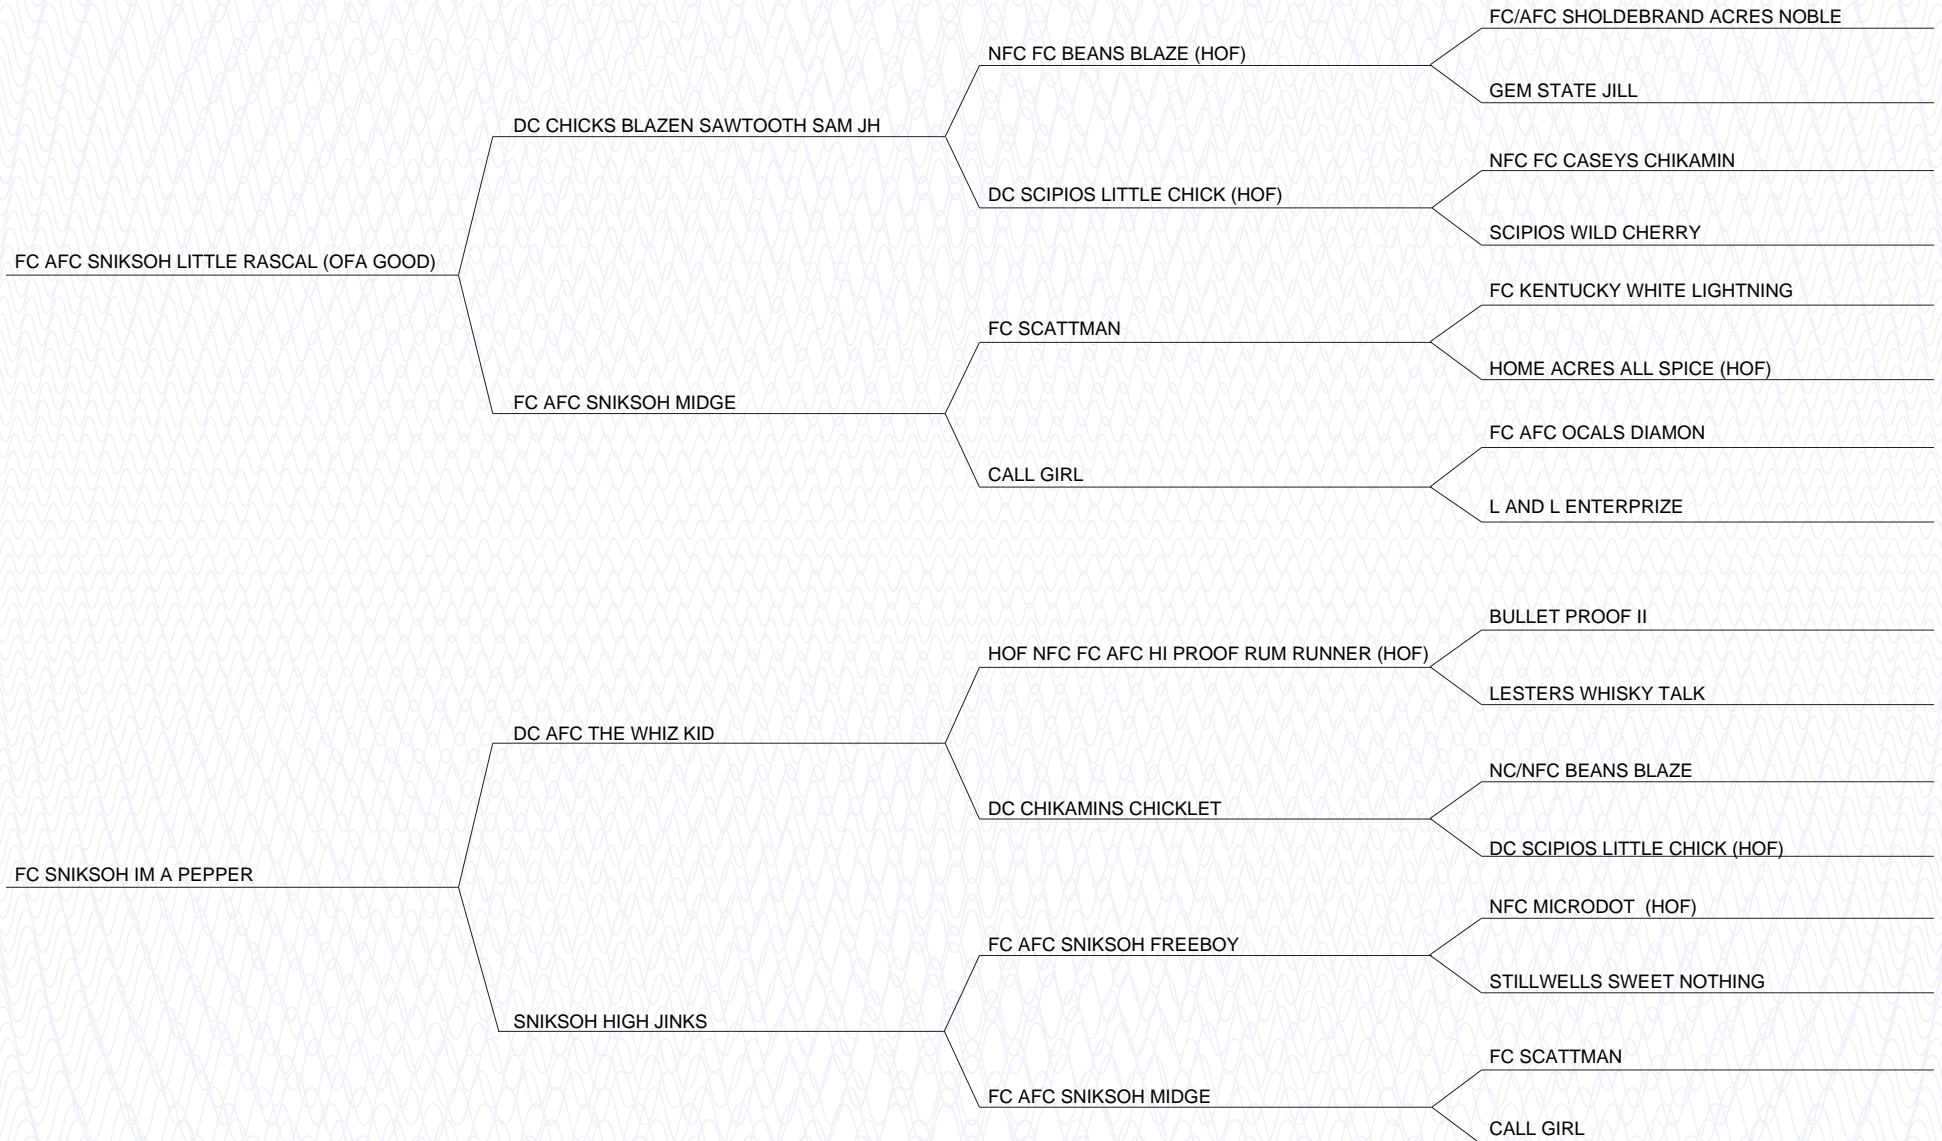 FC/AFC SHOLDEBRAND ACRES NOBLE
NFC FC BEANS BLAZE (HOF)
GEM STATE JILL
DC CHICKS BLAZEN SAWTOOTH SAM JH
NFC FC CASEYS CHIKAMIN
DC SCIPIOS LITTLE CHICK (HOF)
SCIPIOS WILD CHERRY
FC AFC SNIKSOH LITTLE RASCAL (OFA GOOD)
FC KENTUCKY WHITE LIGHTNING
FC SCATTMAN
HOME ACRES ALL SPICE (HOF)
FC AFC SNIKSOH MIDGE
FC AFC OCALS DIAMON
CALL GIRL
L AND L ENTERPRIZE
BULLET PROOF II
HOF NFC FC AFC HI PROOF RUM RUNNER (HOF)
LESTERS WHISKY TALK
DC AFC THE WHIZ KID
NC/NFC BEANS BLAZE
DC CHIKAMINS CHICKLET
DC SCIPIOS LITTLE CHICK (HOF)
FC SNIKSOH IM A PEPPER
NFC MICRODOT  (HOF)
FC AFC SNIKSOH FREEBOY
STILLWELLS SWEET NOTHING
SNIKSOH HIGH JINKS
FC SCATTMAN
FC AFC SNIKSOH MIDGE
CALL GIRL